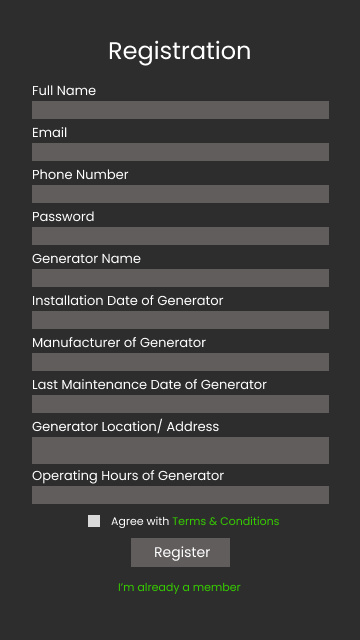 Registration
Full Name
Email
Phone Number
Password
Generator Name
Installation Date of Generator
Manufacturer of Generator
Last Maintenance Date of Generator
Generator Location/ Address
Operating Hours of Generator
Agree with Terms & Conditions
Register
I'm already a member